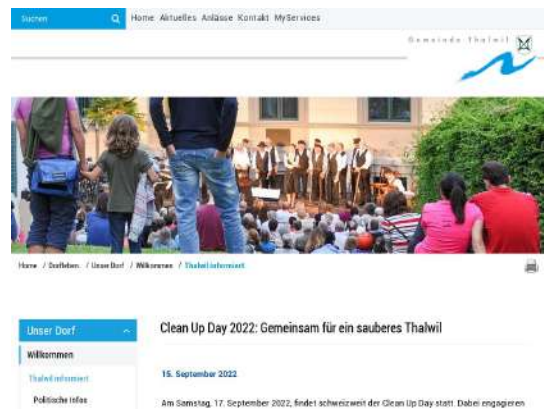 Suchen
Home Aktuelles Anlässe Kontakt MyServices
Gemeinde Thalwil
Home / Dorfleben / Unser Dorf / Willkommen / Thalwil informiert
Unser Dorf
Willkommen
Thalwil informiert
Politische Infos
Clean Up Day 2022: Gemeinsam für ein sauberes Thalwil
15. September 2022
Am Samstag, 17. September 2022, findet schweizweit der Clean Up Day statt. Dabei engagieren